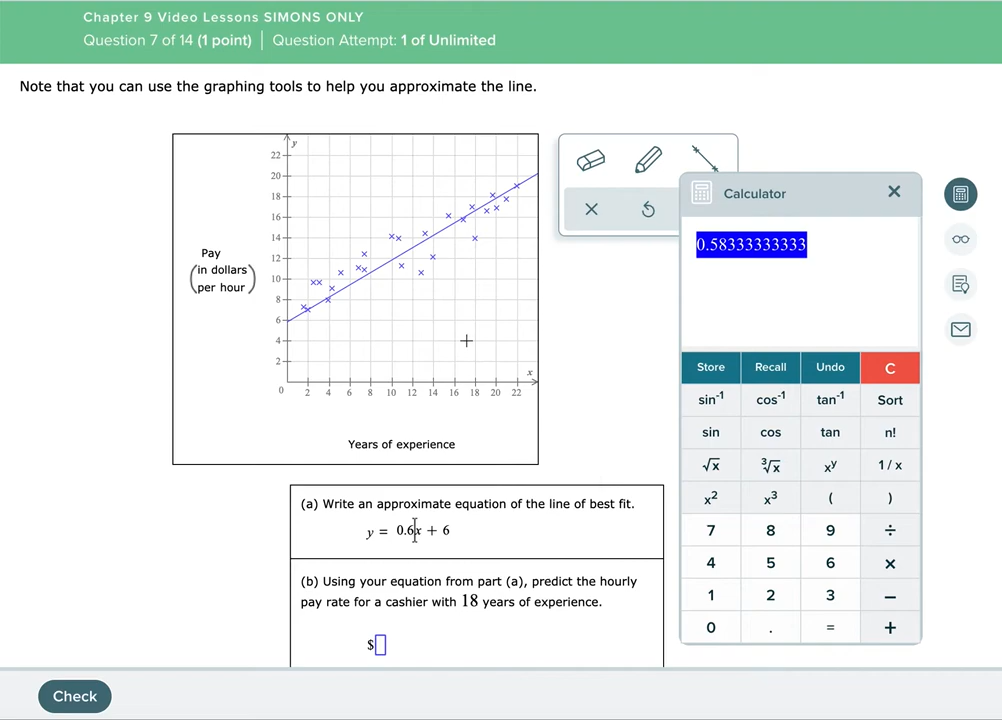 Chapter 9 Video Lessons SIMONS ONLY
Question 7 of 14 (1 point) | Question Attempt: 1 of Unlimited
Note that you can use the graphing tools to help you approximate the line.
y
22
20
18
16
14
12
10
8
6
4
2
x
0 2 4 6 8 10 12 14 16 18 20 22
Pay
(in dollars
per hour)
Years of experience
(a) Write an approximate equation of the line of best fit.
y = 0.6x + 6
(b) Using your equation from part (a), predict the hourly
pay rate for a cashier with 18 years of experience.
$
Calculator
0.58333333333
Store Recall Undo C
sin-1 cos-1 tan-1 Sort
sin cos tan n!
√x ∛x xy 1/x
x2 x3 ( )
7 8 9 ÷
4 5 6 ×
1 2 3 −
0 . = +
Check